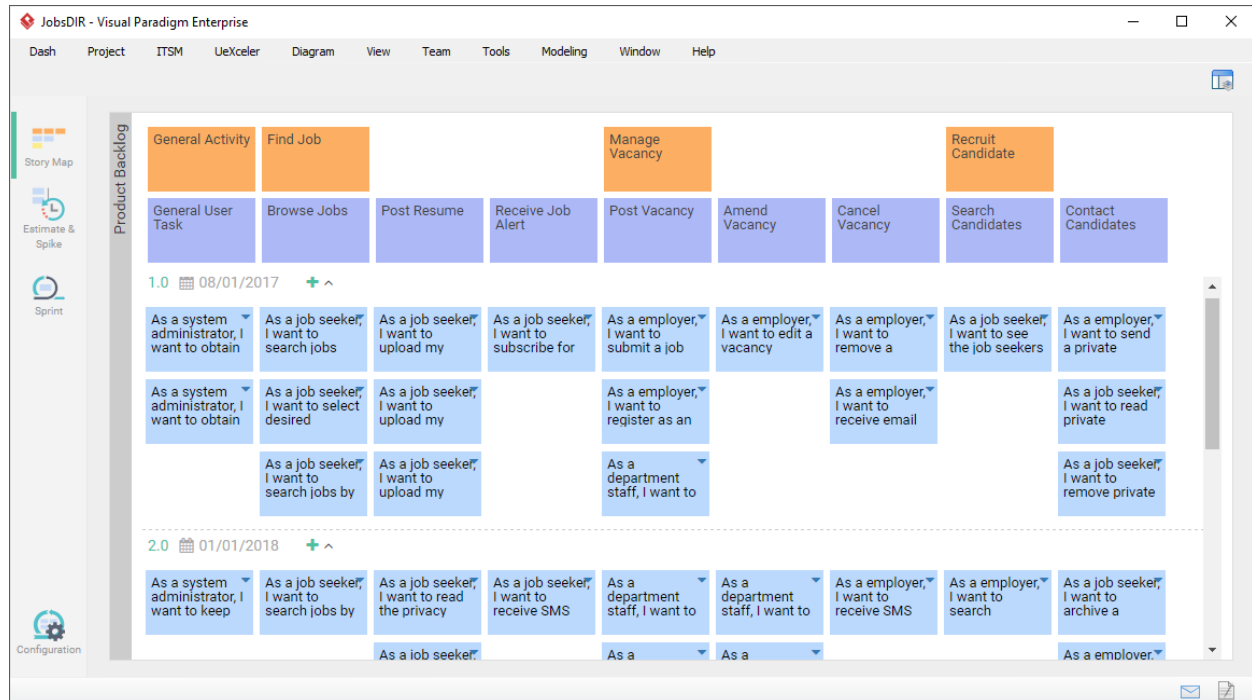 JobsDIR - Visual Paradigm Enterprise
Dash Project ITSM UeXceler Diagram View Team Tools Modeling Window Help
Story Map
Estimate &
Spike
Sprint
Configuration
Product Backlog
General Activity
Find Job
Manage
Vacancy
Recruit
Candidate
General User
Task
Browse Jobs
Post Resume
Receive Job
Alert
Post Vacancy
Amend
Vacancy
Cancel
Vacancy
Search
Candidates
Contact
Candidates
1.0 08/01/2017
As a system
administrator, I
want to obtain
As a job seeker,
I want to
search jobs
As a job seeker,
I want to
upload my
As a job seeker,
I want to
subscribe for
As a employer,
I want to
submit a job
As a employer,
I want to edit a
vacancy
As a employer,
I want to
remove a
As a job seeker,
I want to see
the job seekers
As a employer,
I want to send
a private
As a system
administrator, I
want to obtain
As a job seeker,
I want to select
desired
As a job seeker,
I want to
upload my
As a employer,
I want to
register as an
As a employer,
I want to
receive email
As a job seeker,
I want to read
private
As a job seeker,
I want to
search jobs by
As a job seeker,
I want to
upload my
As a
department
staff, I want to
As a job seeker,
I want to
remove private
2.0 01/01/2018
As a system
administrator, I
want to keep
As a job seeker,
I want to
search jobs by
As a job seeker,
I want to read
the privacy
As a job seeker,
I want to
receive SMS
As a
department
staff, I want to
As a
department
staff, I want to
As a employer,
I want to
receive SMS
As a employer,
I want to
search
As a job seeker,
I want to
archive a
As a job seeker,
As a
As a
As a employer,